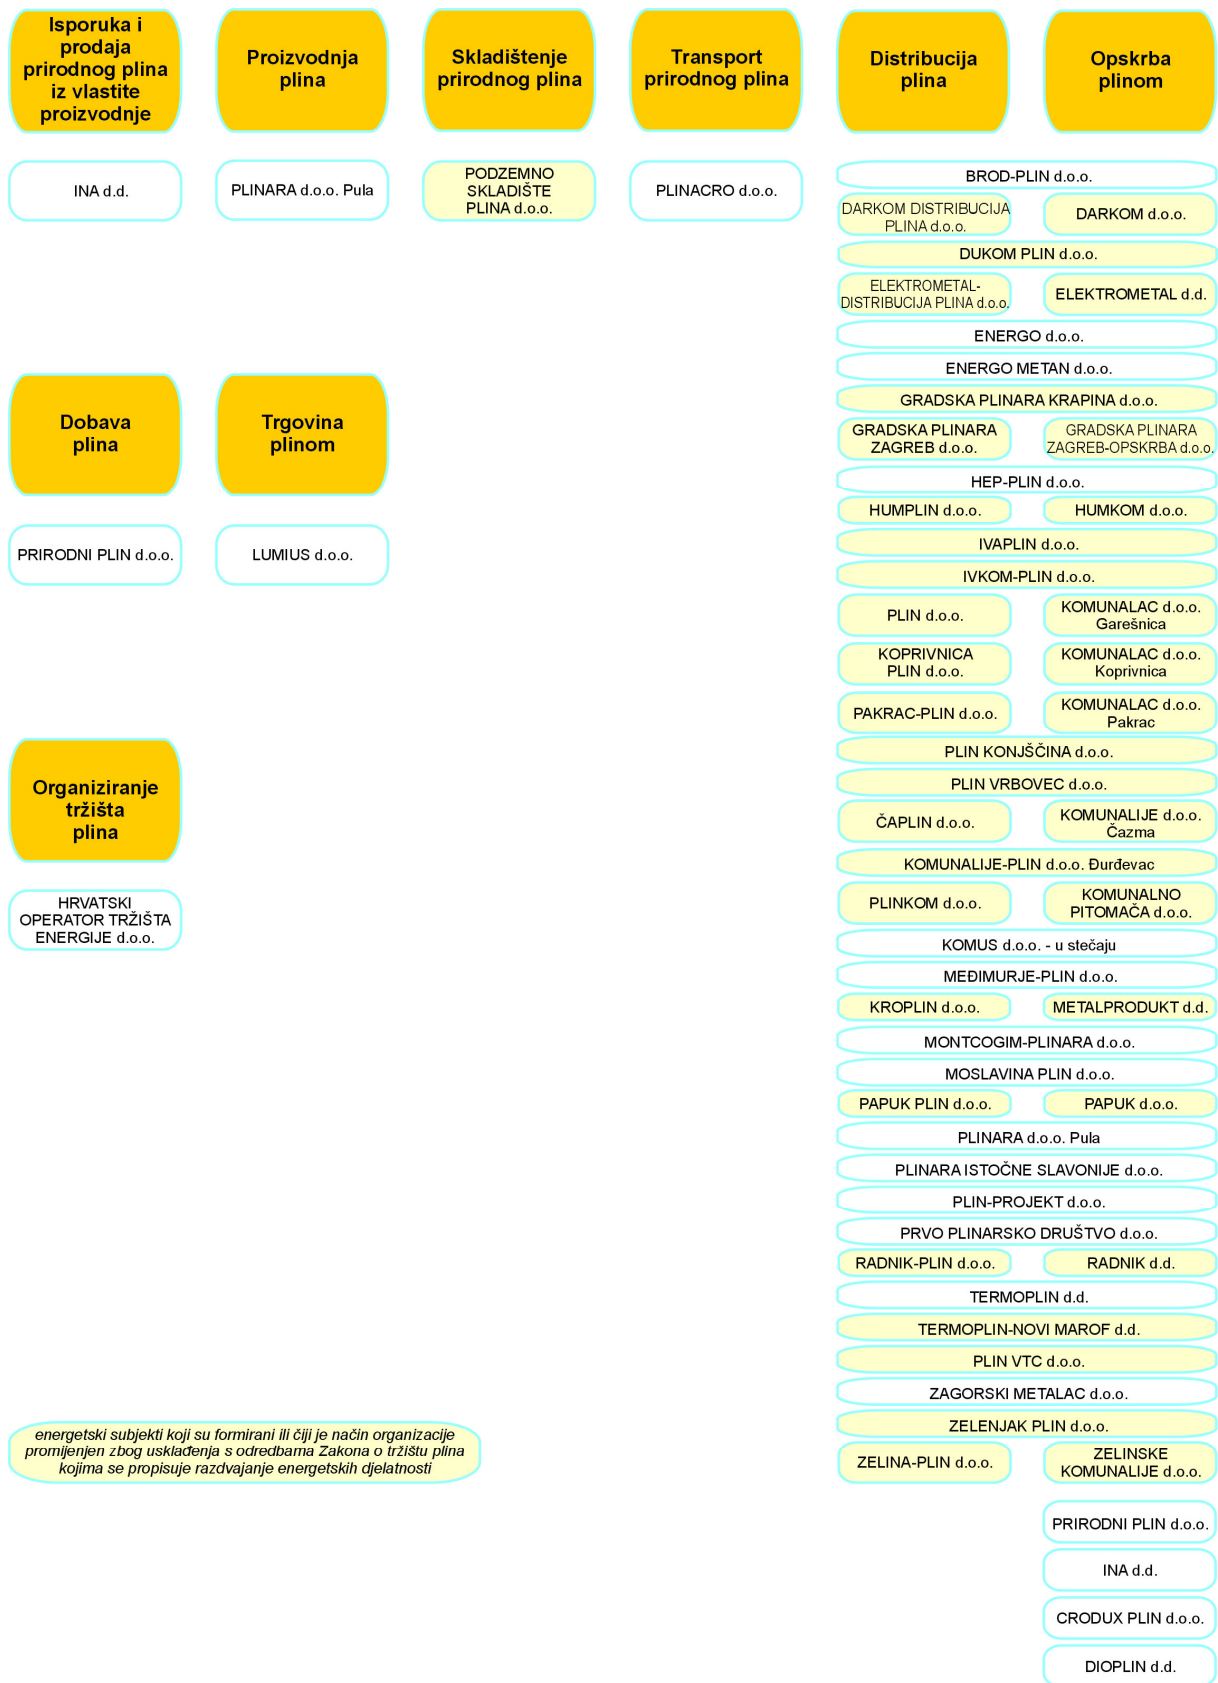 Isporuka i
prodaja
prirodnog plina
iz vlastite
proizvodnje
Proizvodnja
plina
Skladištenje
prirodnog plina
Transport
prirodnog plina
Distribucija
plina
Opskrba
plinom
INA d.d.
PLINARA d.o.o. Pula
PODZEMNO
SKLADIŠTE
PLINA d.o.o.
PLINACRO d.o.o.
BROD-PLIN d.o.o.
DARKOM DISTRIBUCIJA
PLINA d.o.o.
DARKOM d.o.o.
DUKOM PLIN d.o.o.
ELEKTROMETAL-
DISTRIBUCIJA PLINA d.o.o.
ELEKTROMETAL d.d.
ENERGO d.o.o.
ENERGO METAN d.o.o.
Dobava
plina
Trgovina
plinom
GRADSKA PLINARA KRAPINA d.o.o.
GRADSKA PLINARA
ZAGREB d.o.o.
GRADSKA PLINARA
ZAGREB-OPSKRBA d.o.o.
HEP-PLIN d.o.o.
HUMPLIN d.o.o.
HUMKOM d.o.o.
PRIRODNI PLIN d.o.o.
LUMIUS d.o.o.
IVAPLIN d.o.o.
IVKOM-PLIN d.o.o.
PLIN d.o.o.
KOMUNALAC d.o.o.
Garešnica
KOPRIVNICA
PLIN d.o.o.
KOMUNALAC d.o.o.
Koprivnica
PAKRAC-PLIN d.o.o.
KOMUNALAC d.o.o.
Pakrac
Organiziranje
tržišta
plina
PLIN KONJŠČINA d.o.o.
PLIN VRBOVEC d.o.o.
ČAPLIN d.o.o.
KOMUNALIJE d.o.o.
Čazma
KOMUNALIJE-PLIN d.o.o. Đurđevac
HRVATSKI
OPERATOR TRŽIŠTA
ENERGIJE d.o.o.
PLINKOM d.o.o.
KOMUNALNO
PITOMAČA d.o.o.
KOMUS d.o.o. - u stečaju
MEĐIMURJE-PLIN d.o.o.
KROPLIN d.o.o.
METALPRODUKT d.d.
MONTCOGIM-PLINARA d.o.o.
MOSLAVINA PLIN d.o.o.
PAPUK PLIN d.o.o.
PAPUK d.o.o.
PLINARA d.o.o. Pula
PLINARA ISTOČNE SLAVONIJE d.o.o.
PLIN-PROJEKT d.o.o.
PRVO PLINARSKO DRUŠTVO d.o.o.
RADNIK-PLIN d.o.o.
RADNIK d.d.
TERMOPLIN d.d.
TERMOPLIN-NOVI MAROF d.d.
PLIN VTC d.o.o.
ZAGORSKI METALAC d.o.o.
ZELENJAK PLIN d.o.o.
energetski subjekti koji su formirani ili čiji je način organizacije
promijenjen zbog usklađenja s odredbama Zakona o tržištu plina
kojima se propisuje razdvajanje energetskih djelatnosti
ZELINA-PLIN d.o.o.
ZELINSKE
KOMUNALIJE d.o.o.
PRIRODNI PLIN d.o.o.
INA d.d.
CRODUX PLIN d.o.o.
DIOPLIN d.d.